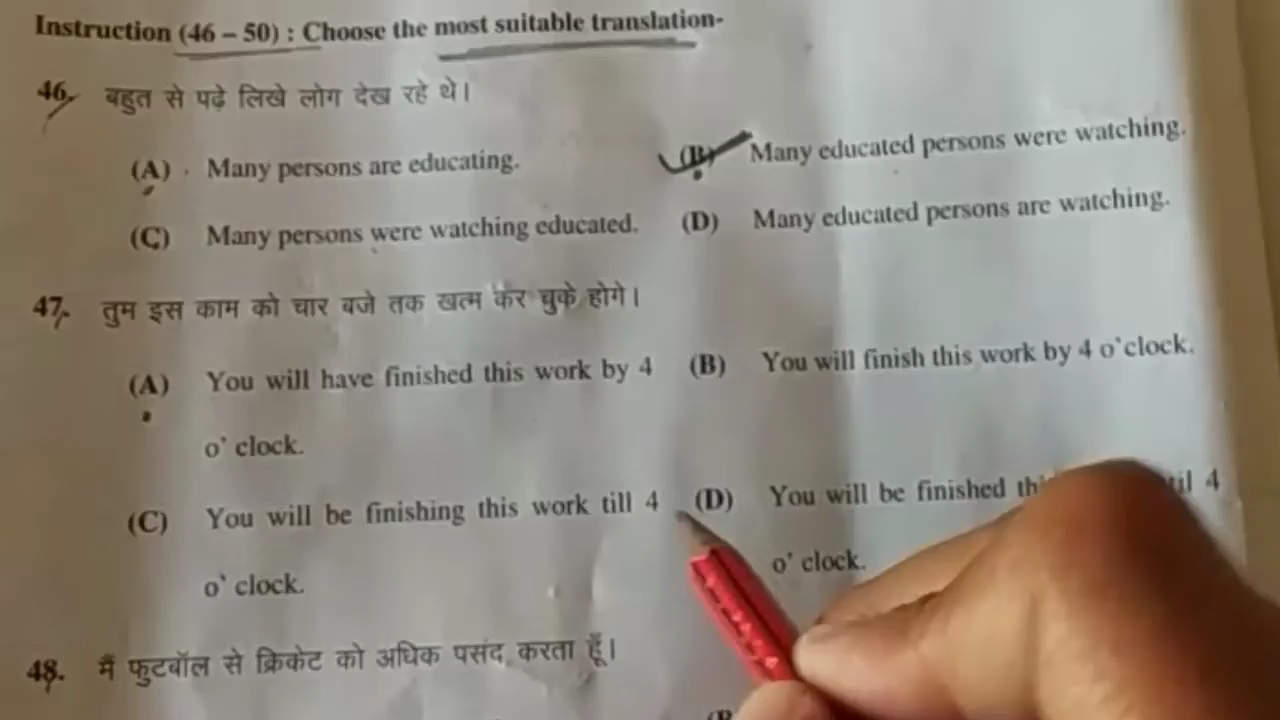 Instruction (46 – 50) : Choose the most suitable translation-
46. बहुत से पढ़े लिखे लोग देख रहे थे।
(A) Many persons are educating. (B) Many educated persons were watching.
(C) Many persons were watching educated. (D) Many educated persons are watching.
47. तुम इस काम को चार बजे तक खत्म कर चुके होगे।
(A) You will have finished this work by 4 (B) You will finish this work by 4 o'clock.
o' clock.
(C) You will be finishing this work till 4 (D) You will be finished 4
o' clock. o' clock.
48. मैं फुटबॉल से क्रिकेट को अधिक पसंद करता हूँ।